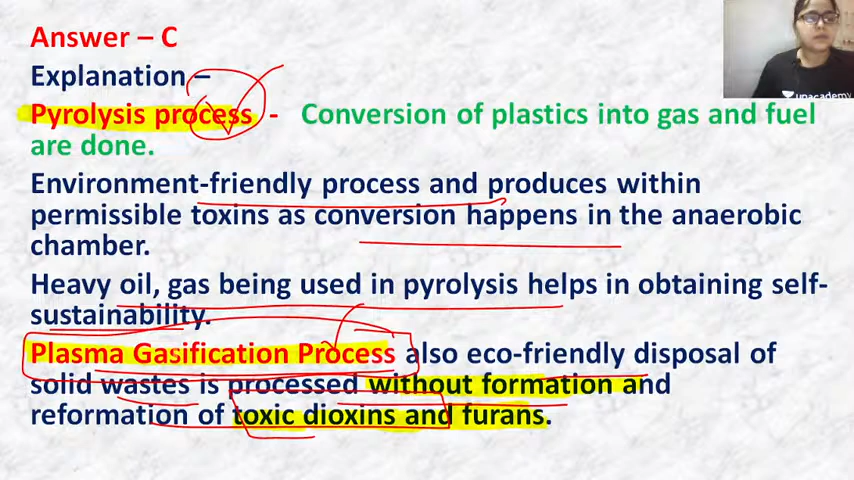 Answer – C
Explanation –
Pyrolysis process - Conversion of plastics into gas and fuel
are done.
Environment-friendly process and produces within
permissible toxins as conversion happens in the anaerobic
chamber.
Heavy oil, gas being used in pyrolysis helps in obtaining self-
sustainability.
Plasma Gasification Process also eco-friendly disposal of
solid wastes is processed without formation and
reformation of toxic dioxins and furans.
unacademy